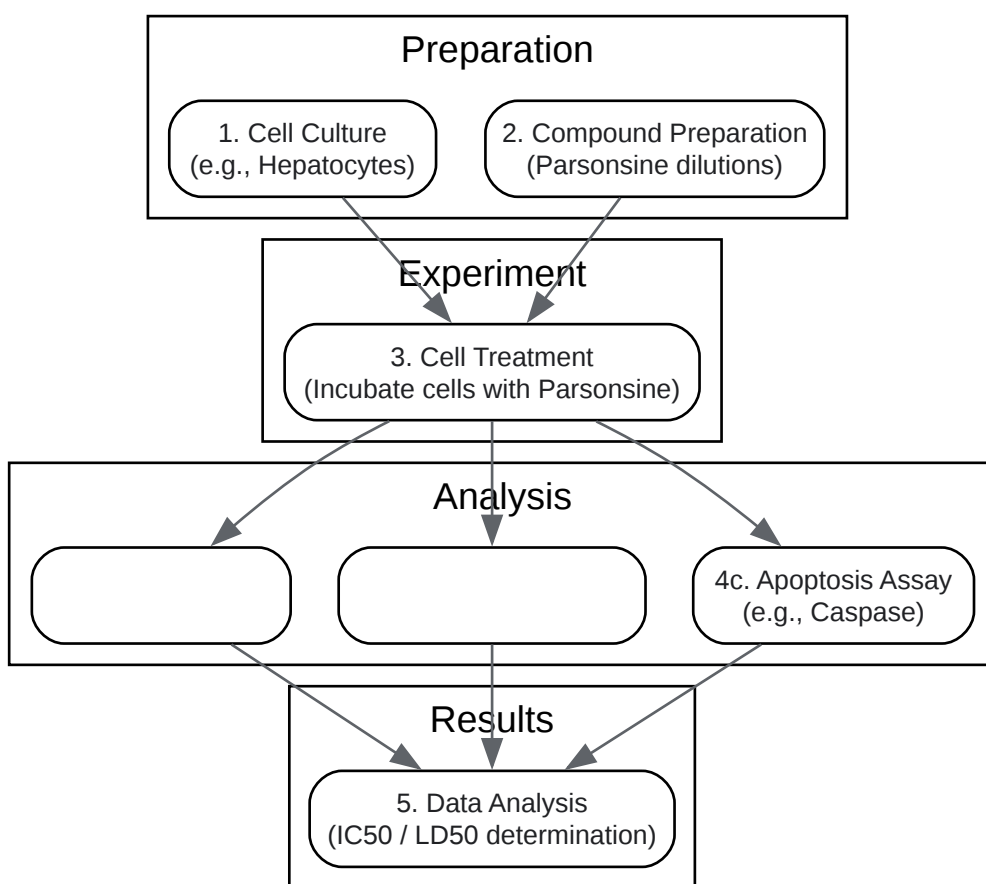 Preparation
1. Cell Culture
(e.g., Hepatocytes)
2. Compound Preparation
(Parsonsine dilutions)
Experiment
3. Cell Treatment
(Incubate cells with Parsonsine)
Analysis
4c. Apoptosis Assay
(e.g., Caspase)
Results
5. Data Analysis
(IC50 / LD50 determination)